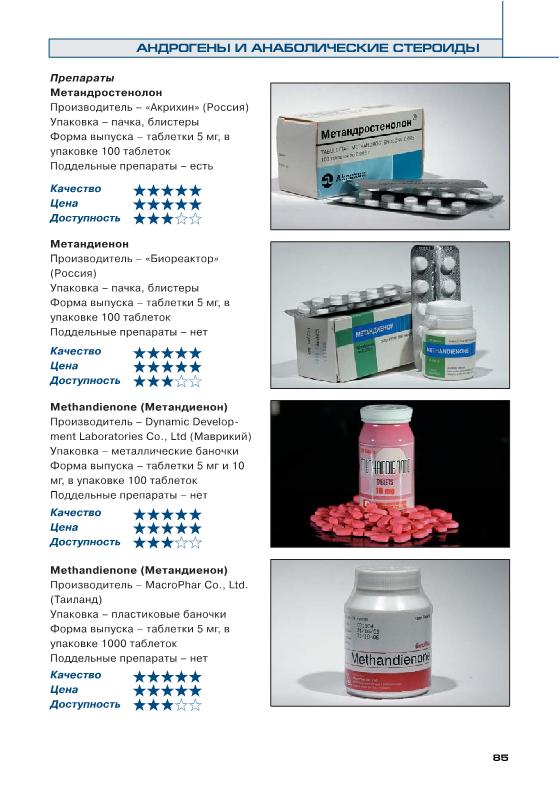 АНДРОГЕНЫ И АНАБОЛИЧЕСКИЕ СТЕРОИДЫ
Препараты
Метандростенолон
Производитель – «Акрихин» (Россия)
Упаковка – пачка, блистеры
Форма выпуска – таблетки 5 мг, в
упаковке 100 таблеток
Поддельные препараты – есть
Качество
Цена
Доступность
Метандростенолон
Акрихин
Метандиенон
Производитель – «Биореактор»
(Россия)
Упаковка – пачка, блистеры
Форма выпуска – таблетки 5 мг, в
упаковке 100 таблеток
Поддельные препараты – нет
Качество
Цена
Доступность
МЕТАНДИЕНОН
METHANDIENONE
Methandienone (Метандиенон)
Производитель – Dynamic Develop-
ment Laboratories Co., Ltd (Маврикий)
Упаковка – металлические баночки
Форма выпуска – таблетки 5 мг и 10
мг, в упаковке 100 таблеток
Поддельные препараты – нет
Качество
Цена
Доступность
METHANDIENONE
TABLETS
10 mg
Methandienone (Метандиенон)
Производитель – MacroPhar Co., Ltd.
(Таиланд)
Упаковка – пластиковые баночки
Форма выпуска – таблетки 5 мг, в
упаковке 1000 таблеток
Поддельные препараты – нет
Качество
Цена
Доступность
Methandienone
85